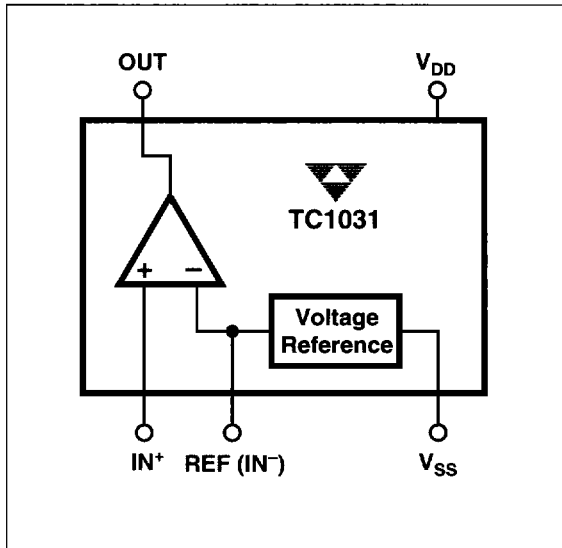 OUT
V_DD
TC1031
+ −
Voltage
Reference
IN⁺
REF (IN⁻)
V_SS